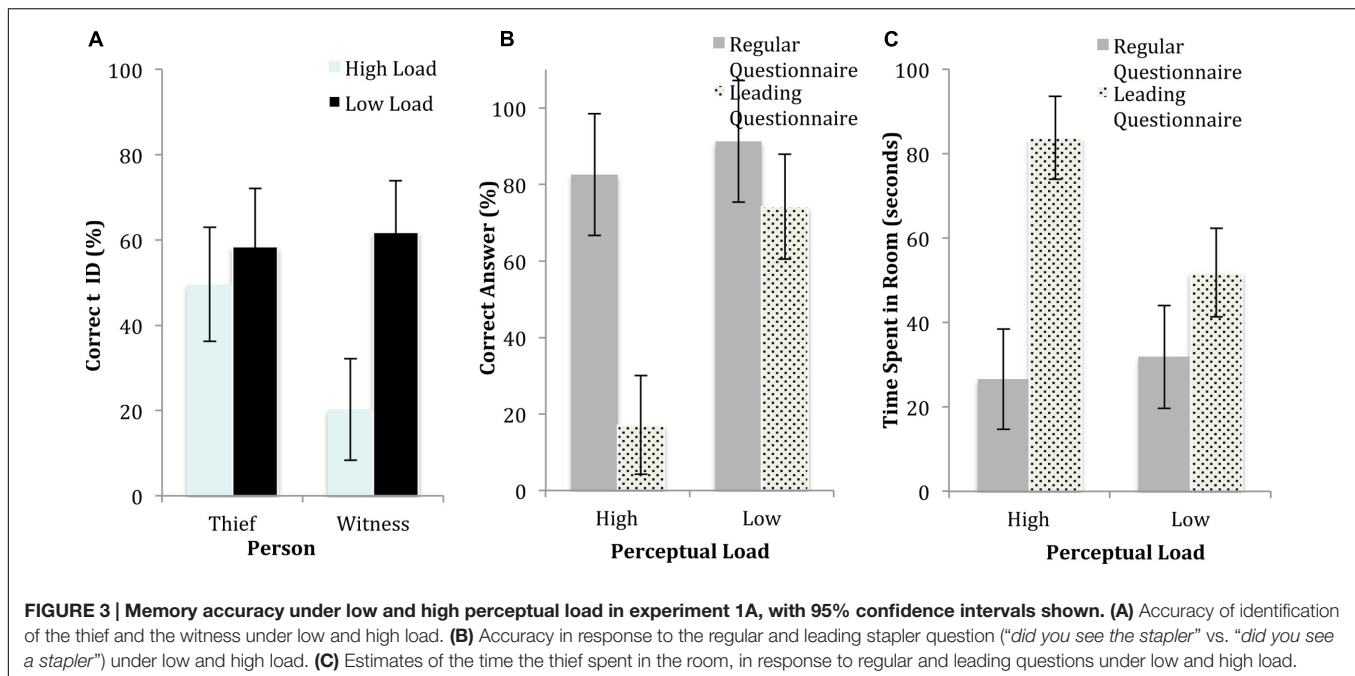 A
100
80
60
40
20
0
Correct ID (%)
High Load
Low Load
Thief
Witness
Person
B
100
80
60
40
20
0
Correct Answer (%)
Regular
Questionnaire
Leading
Questionnaire
High
Low
Perceptual Load
C
100
80
60
40
20
0
Time Spent in Room (seconds)
Regular
Questionnaire
Leading
Questionnaire
High
Low
Perceptual Load
FIGURE 3 | Memory accuracy under low and high perceptual load in experiment 1A, with 95% confidence intervals shown. (A) Accuracy of identification
of the thief and the witness under low and high load. (B) Accuracy in response to the regular and leading stapler question ("did you see the stapler" vs. "did you see
a stapler") under low and high load. (C) Estimates of the time the thief spent in the room, in response to regular and leading questions under low and high load.